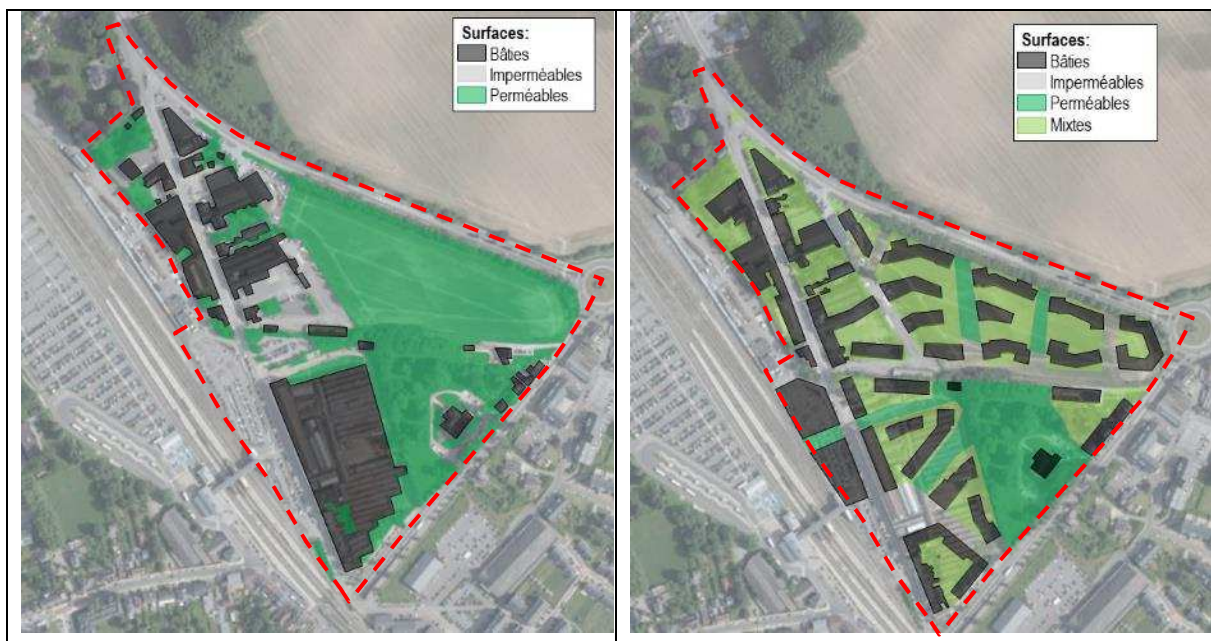 Surfaces:
Bâties
Imperméables
Perméables
Surfaces:
Bâties
Imperméables
Perméables
Mixtes